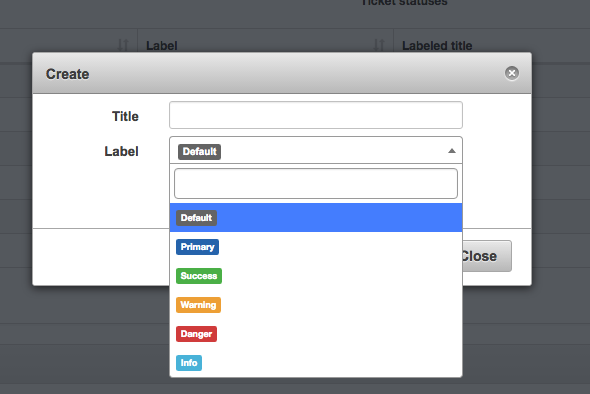 Ticket statuses
Label
Labeled title
Create
Title
Label
Default
Default
Primary
Success
Warning
Danger
Info
Close